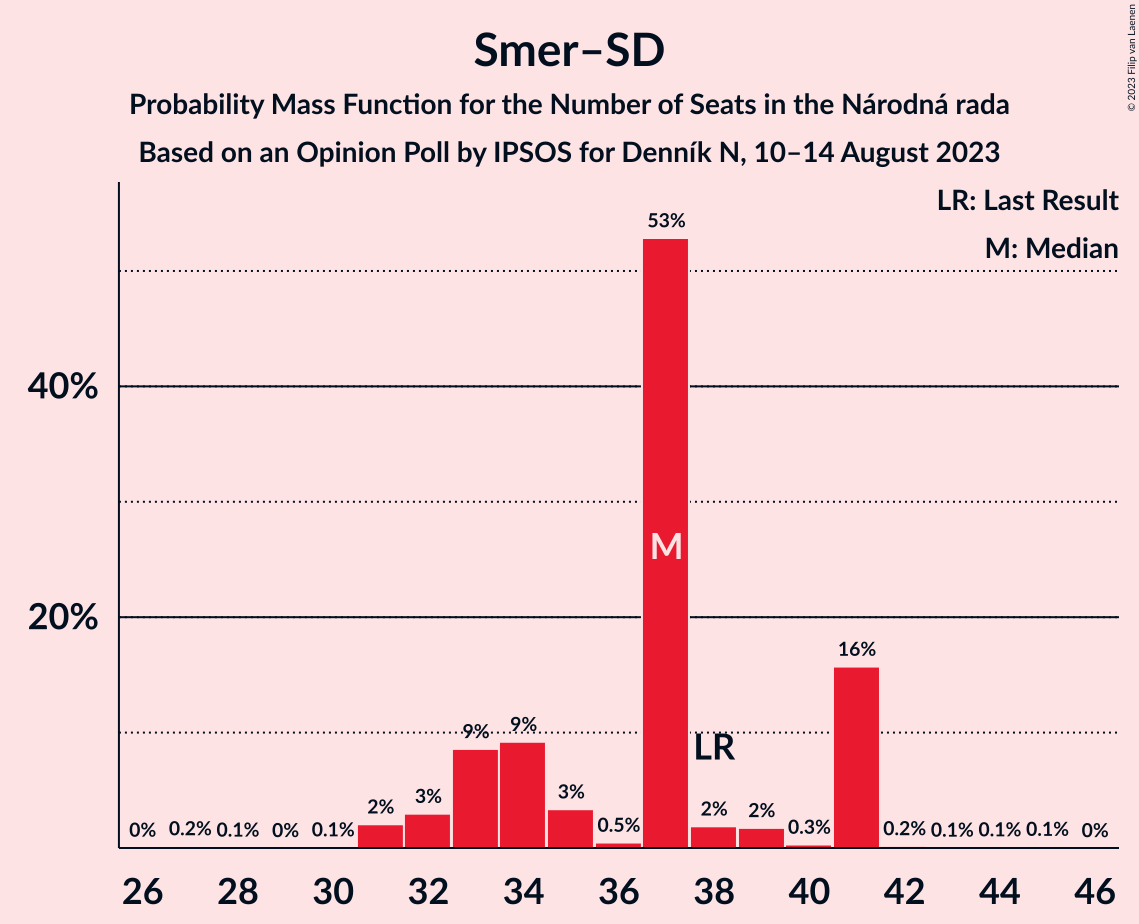 Smer–SD
Probability Mass Function for the Number of Seats in the Národná rada
Based on an Opinion Poll by IPSOS for Denník N, 10–14 August 2023
© 2023 Filip van Laenen
LR: Last Result
M: Median
53%
40%
M
20%
16%
9%
9%
LR
2%
3%
3%
2%
2%
0% 0.2% 0.1% 0% 0.1% 0.5% 0.3% 0.2% 0.1% 0.1% 0.1% 0%
26 28 30 32 34 36 38 40 42 44 46